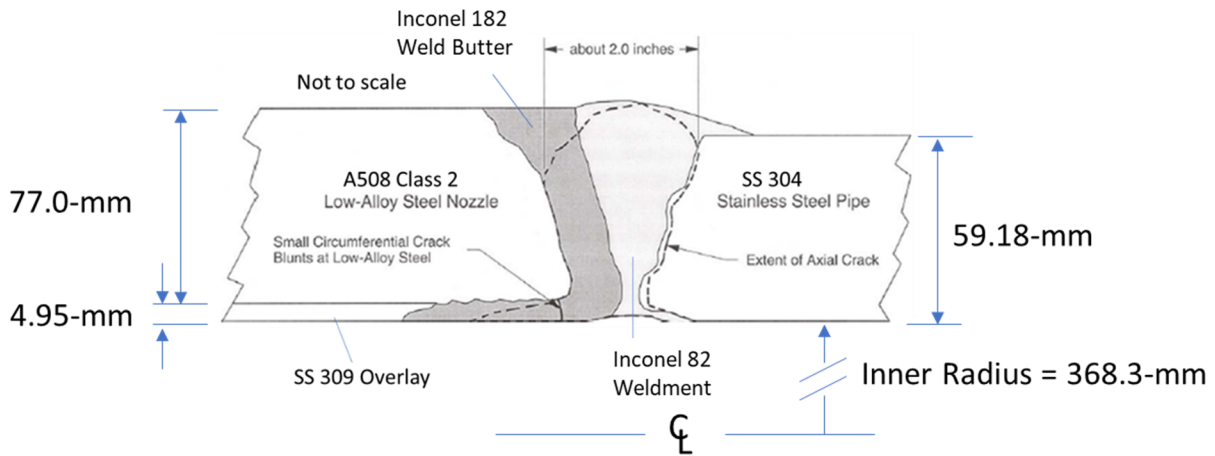 Inconel 182
Weld Butter
about 2.0 inches
Not to scale
A508 Class 2
Low-Alloy Steel Nozzle
SS 304
Stainless Steel Pipe
77.0-mm
59.18-mm
Small Circumferential Crack
Blunts at Low-Alloy Steel
Extent of Axial Crack
4.95-mm
SS 309 Overlay
Inconel 82
Weldment
Inner Radius = 368.3-mm
℄